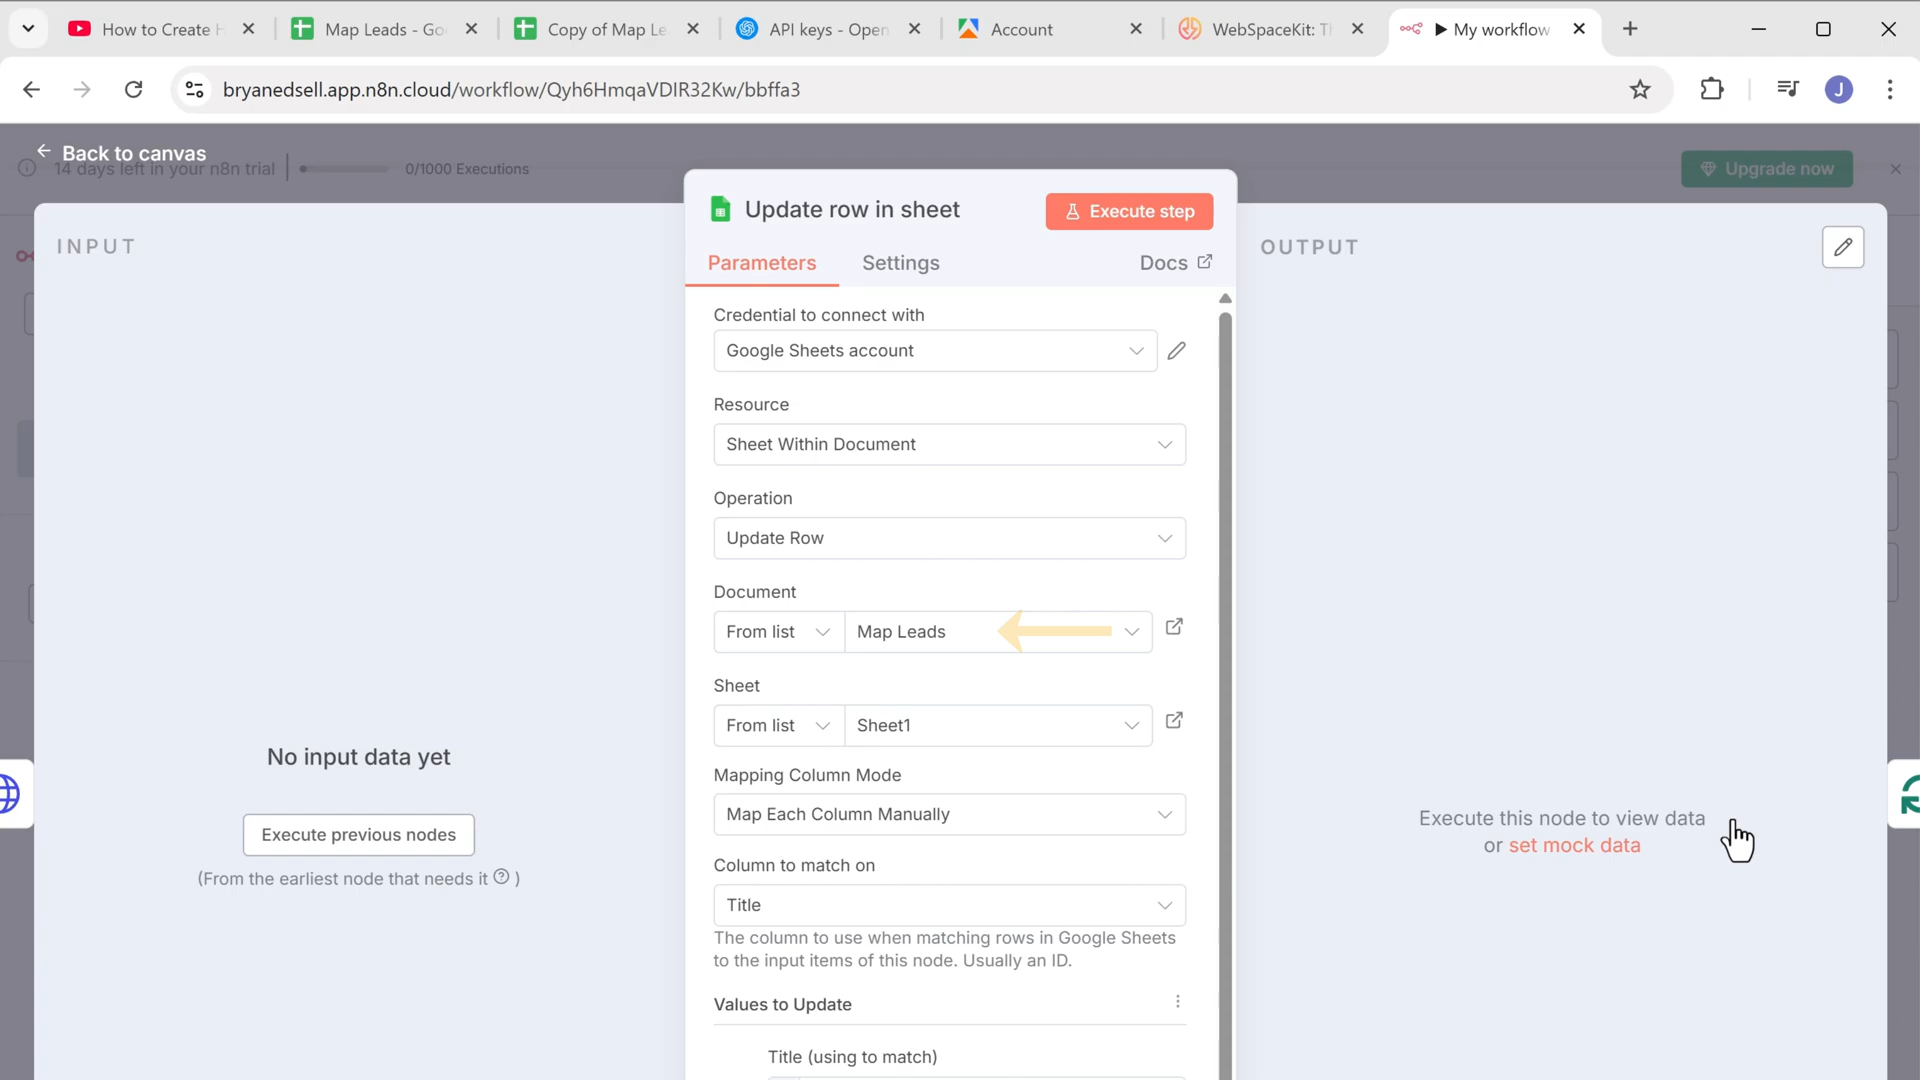 How to Create H
Map Leads - Go
Copy of Map Le
API keys - Open
Account
WebSpaceKit: Th
My workflow
bryanedsell.app.n8n.cloud/workflow/Qyh6HmqaVDIR32Kw/bbffa3
J
Back to canvas
14 days left in your n8n trial
0/1000 Executions
Upgrade now
INPUT
Update row in sheet
Execute step
OUTPUT
Parameters
Settings
Docs
Credential to connect with
Google Sheets account
Resource
Sheet Within Document
Operation
Update Row
Document
From list
Map Leads
Sheet
From list
Sheet1
Mapping Column Mode
Map Each Column Manually
Column to match on
Title
The column to use when matching rows in Google Sheets
to the input items of this node. Usually an ID.
Values to Update
Title (using to match)
No input data yet
Execute previous nodes
(From the earliest node that needs it ? )
Execute this node to view data
or set mock data